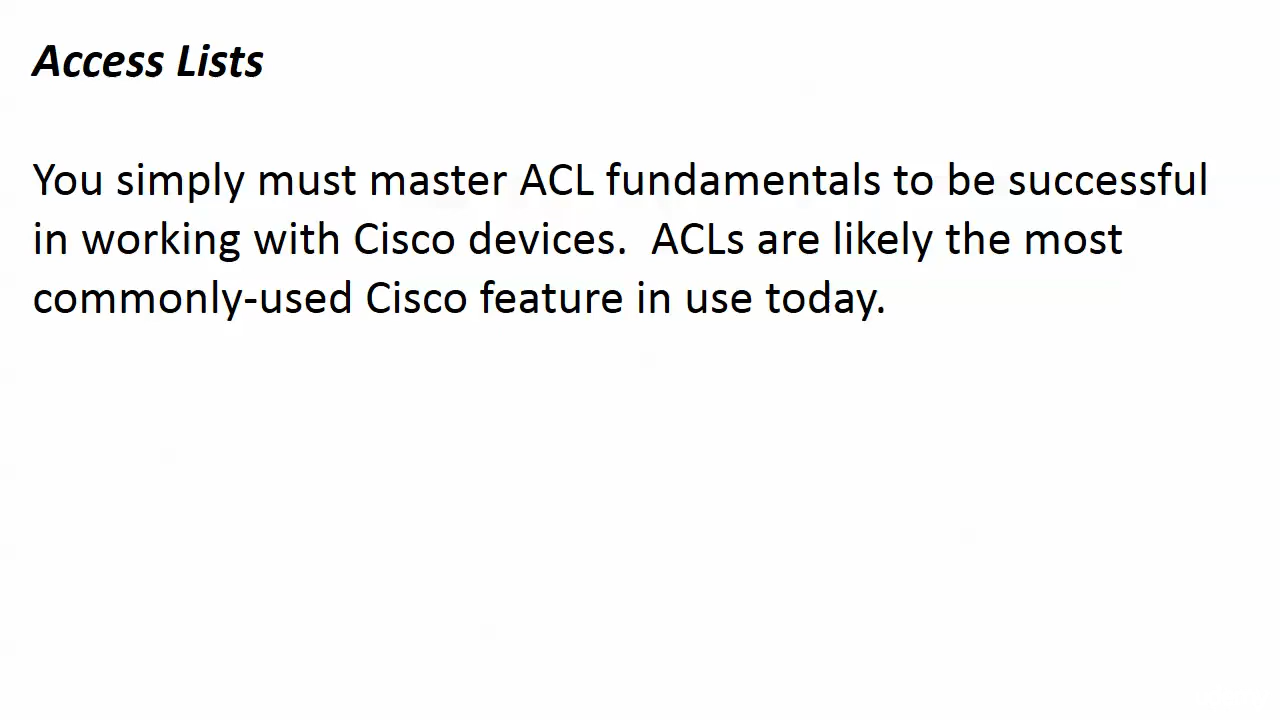 Access Lists
You simply must master ACL fundamentals to be successful
in working with Cisco devices.  ACLs are likely the most
commonly-used Cisco feature in use today.